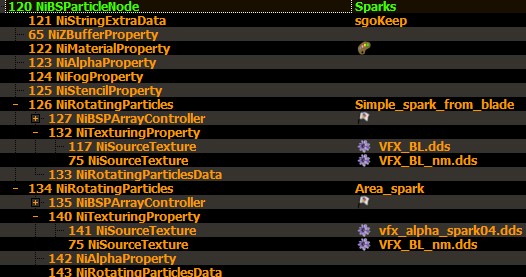 120 NiBSParticleNode Sparks
121 NiStringExtraData sgoKeep
65 NiZBufferProperty
122 NiMaterialProperty
123 NiAlphaProperty
124 NiFogProperty
125 NiStencilProperty
126 NiRotatingParticles Simple_spark_from_blade
127 NiBSPArrayController
132 NiTexturingProperty
117 NiSourceTexture VFX_BL.dds
75 NiSourceTexture VFX_BL_nm.dds
133 NiRotatingParticlesData
134 NiRotatingParticles Area_spark
135 NiBSPArrayController
140 NiTexturingProperty
141 NiSourceTexture vfx_alpha_spark04.dds
75 NiSourceTexture VFX_BL_nm.dds
142 NiAlphaProperty
143 NiRotatingParticlesData